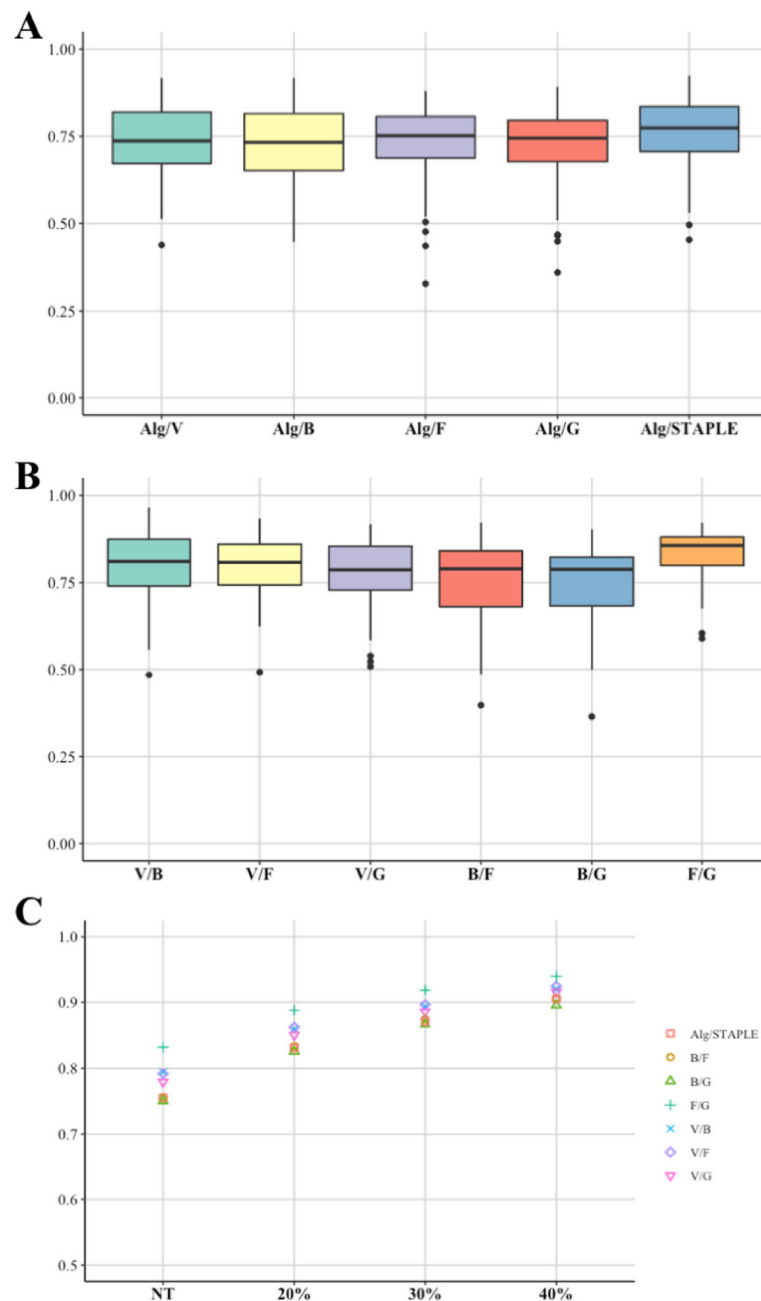 A
1.00
0.75
0.50
0.25
0.00
Alg/V Alg/B Alg/F Alg/G Alg/STAPLE
B
1.00
0.75
0.50
0.25
0.00
V/B V/F V/G B/F B/G F/G
C
1.0
0.9
0.8
0.7
0.6
0.5
NT 20% 30% 40%
Alg/STAPLE
B/F
B/G
F/G
V/B
V/F
V/G